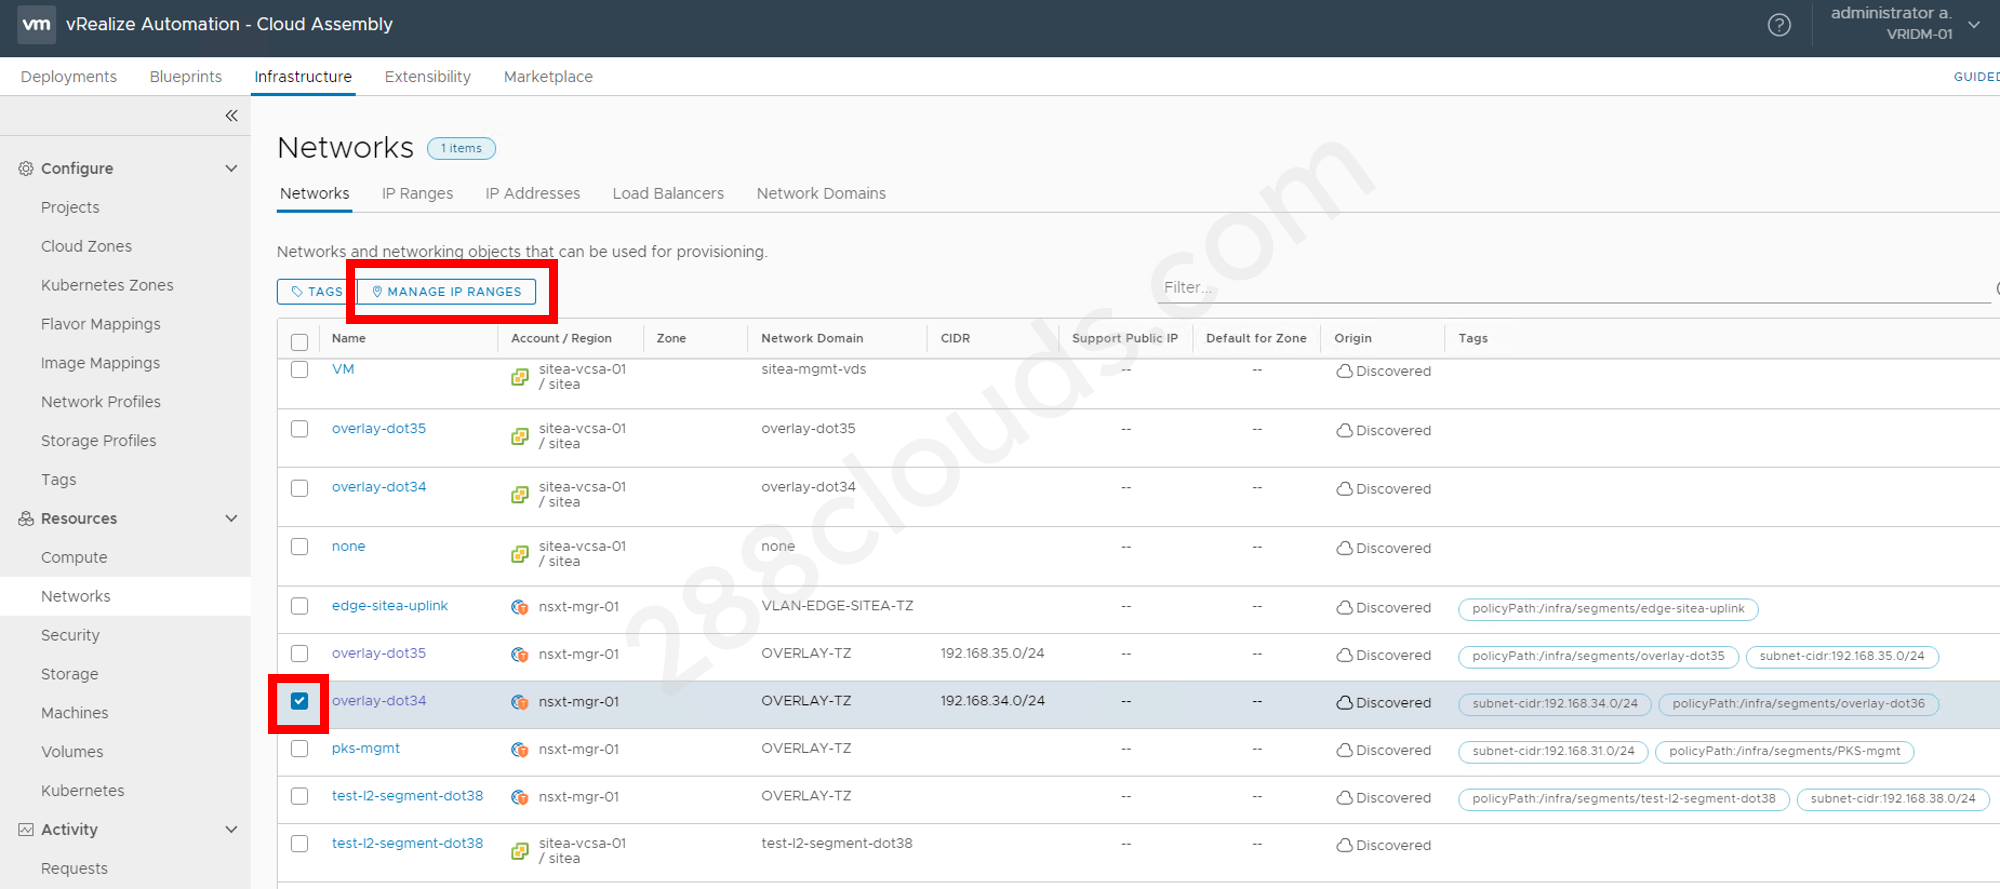 vm vRealize Automation - Cloud Assembly
administrator a.
VRIDM-01
Deployments Blueprints Infrastructure Extensibility Marketplace
GUIDED
Configure
Projects
Cloud Zones
Kubernetes Zones
Flavor Mappings
Image Mappings
Network Profiles
Storage Profiles
Tags
Resources
Compute
Networks
Security
Storage
Machines
Volumes
Kubernetes
Activity
Requests
Networks 1 items
Networks IP Ranges IP Addresses Load Balancers Network Domains
Networks and networking objects that can be used for provisioning.
TAGS MANAGE IP RANGES Filter...
Name Account / Region Zone Network Domain CIDR Support Public IP Default for Zone Origin Tags
VM sitea-vcsa-01 / sitea sitea-mgmt-vds -- -- Discovered
overlay-dot35 sitea-vcsa-01 / sitea overlay-dot35 -- -- Discovered
overlay-dot34 sitea-vcsa-01 / sitea overlay-dot34 -- -- Discovered
none sitea-vcsa-01 / sitea none -- -- Discovered
edge-sitea-uplink nsxt-mgr-01 VLAN-EDGE-SITEA-TZ -- -- Discovered policyPath:/infra/segments/edge-sitea-uplink
overlay-dot35 nsxt-mgr-01 OVERLAY-TZ 192.168.35.0/24 -- -- Discovered policyPath:/infra/segments/overlay-dot35 subnet-cidr:192.168.35.0/24
overlay-dot34 nsxt-mgr-01 OVERLAY-TZ 192.168.34.0/24 -- -- Discovered subnet-cidr:192.168.34.0/24 policyPath:/infra/segments/overlay-dot36
pks-mgmt nsxt-mgr-01 OVERLAY-TZ -- -- Discovered subnet-cidr:192.168.31.0/24 policyPath:/infra/segments/PKS-mgmt
test-l2-segment-dot38 nsxt-mgr-01 OVERLAY-TZ -- -- Discovered policyPath:/infra/segments/test-l2-segment-dot38 subnet-cidr:192.168.38.0/24
test-l2-segment-dot38 sitea-vcsa-01 / sitea test-l2-segment-dot38 -- -- Discovered
288clouds.com